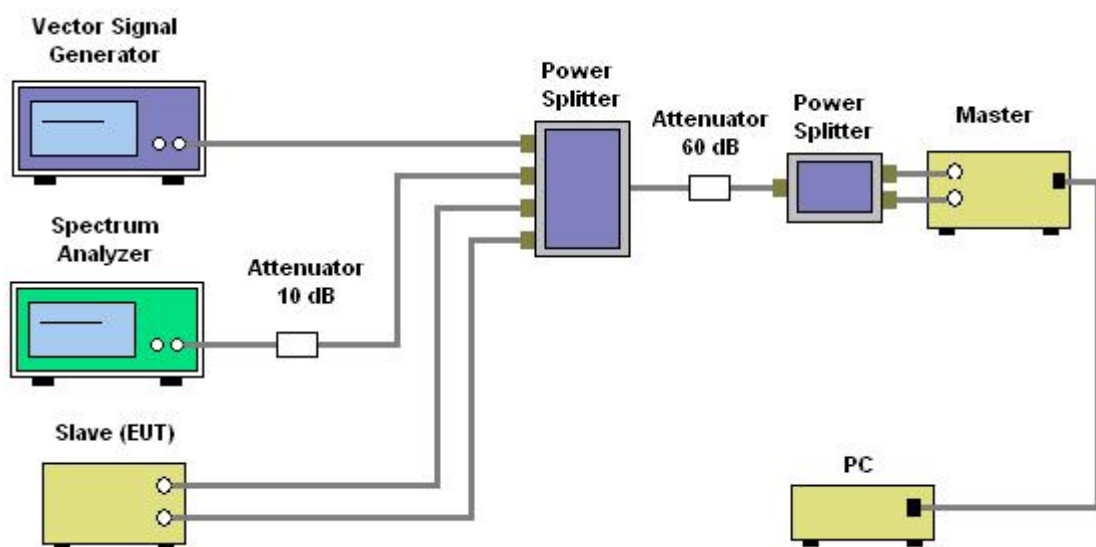 Vector Signal
Generator
Power
Splitter
Attenuator
60 dB
Power
Splitter
Master
Spectrum
Analyzer
Attenuator
10 dB
Slave (EUT)
PC